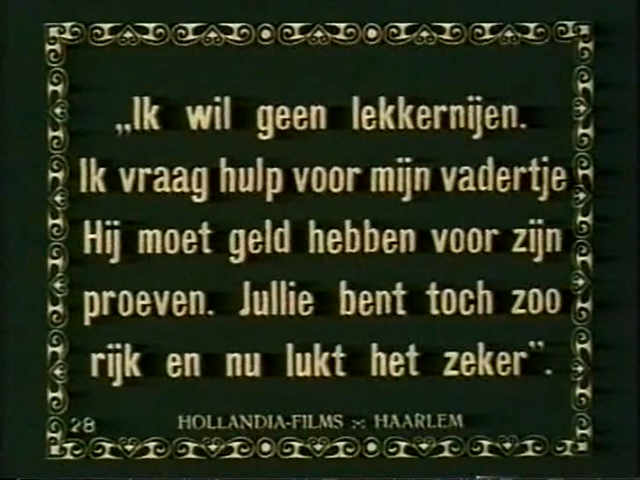 „Ik wil geen lekkernijen.
Ik vraag hulp voor mijn vadertje
Hij moet geld hebben voor zijn
proeven. Jullie bent toch zoo
rijk en nu lukt het zeker”.
28 HOLLANDIA-FILMS :-: HAARLEM